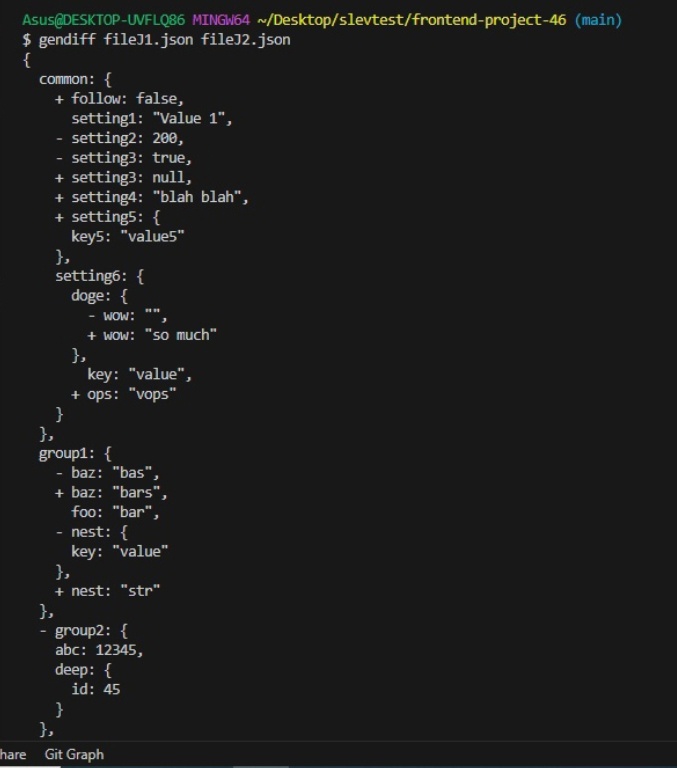 Asus@DESKTOP-UVFLQ86 MINGW64 ~/Desktop/slevtest/frontend-project-46 (main)
$ gendiff fileJ1.json fileJ2.json
{
  common: {
    + follow: false,
      setting1: "Value 1",
    - setting2: 200,
    - setting3: true,
    + setting3: null,
    + setting4: "blah blah",
    + setting5: {
      key5: "value5"
    },
    setting6: {
      doge: {
        - wow: "",
        + wow: "so much"
      },
        key: "value",
      + ops: "vops"
    }
  },
  group1: {
    - baz: "bas",
    + baz: "bars",
      foo: "bar",
    - nest: {
      key: "value"
    },
    + nest: "str"
  },
  - group2: {
    abc: 12345,
    deep: {
      id: 45
    }
  },
hare Git Graph